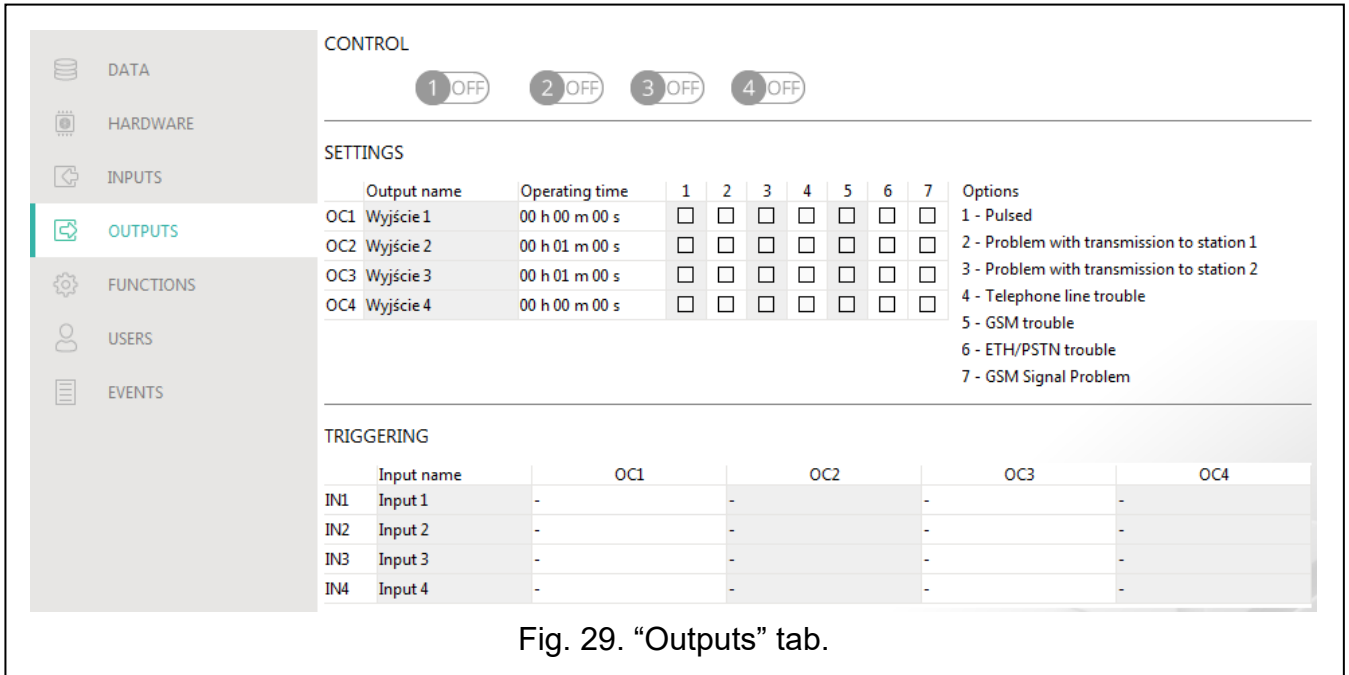 DATA
HARDWARE
INPUTS
OUTPUTS
FUNCTIONS
USERS
EVENTS
CONTROL
1 OFF 2 OFF 3 OFF 4 OFF
SETTINGS
Output name Operating time 1 2 3 4 5 6 7
OC1 Wyjście 1 00 h 00 m 00 s
OC2 Wyjście 2 00 h 01 m 00 s
OC3 Wyjście 3 00 h 01 m 00 s
OC4 Wyjście 4 00 h 00 m 00 s
Options
1 - Pulsed
2 - Problem with transmission to station 1
3 - Problem with transmission to station 2
4 - Telephone line trouble
5 - GSM trouble
6 - ETH/PSTN trouble
7 - GSM Signal Problem
TRIGGERING
Input name OC1 OC2 OC3 OC4
IN1 Input 1 - - - -
IN2 Input 2 - - - -
IN3 Input 3 - - - -
IN4 Input 4 - - - -
Fig. 29. “Outputs” tab.